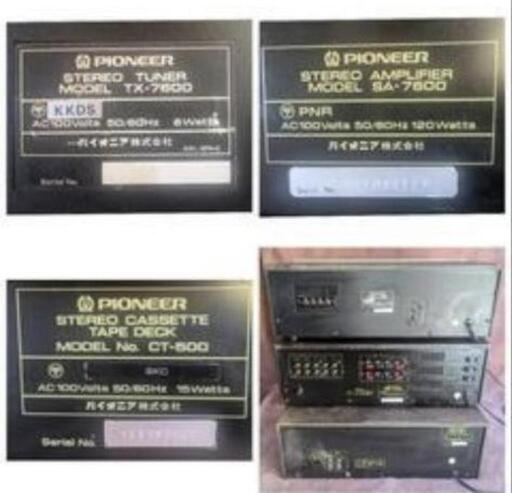 PIONEER
STEREO TUNER
MODEL TX-7600
KKDS
AC100Volts 50/60Hz 8Watts
パイオニア株式会社
Serial No.
PIONEER
STEREO AMPLIFIER
MODEL SA-7600
PNR
AC100Volts 50/60Hz 120Watts
パイオニア株式会社
Serial No.
PIONEER
STEREO CASSETTE
TAPE DECK
MODEL No. CT-500
AC100Volts 50/60Hz 15Watts
パイオニア株式会社
Serial No.